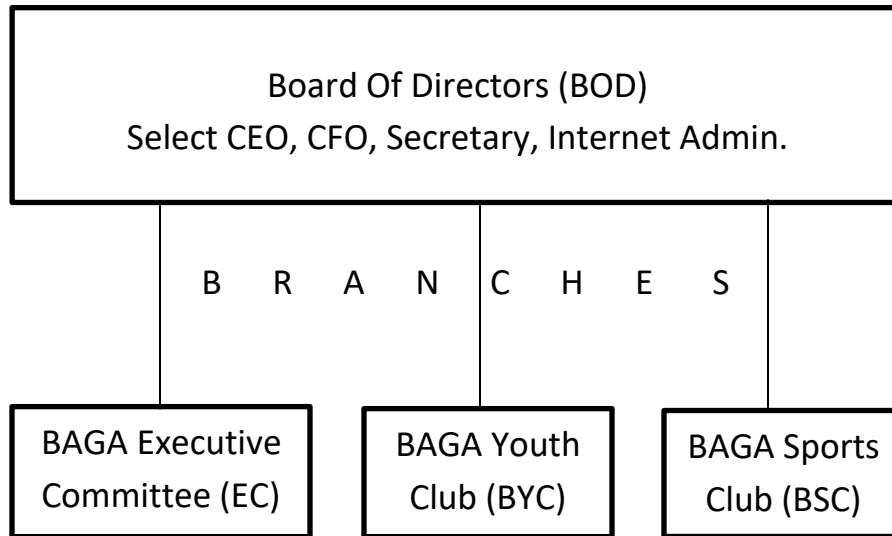 Board Of Directors (BOD)
Select CEO, CFO, Secretary, Internet Admin.
B R A N C H E S
BAGA Executive
Committee (EC)
BAGA Youth
Club (BYC)
BAGA Sports
Club (BSC)